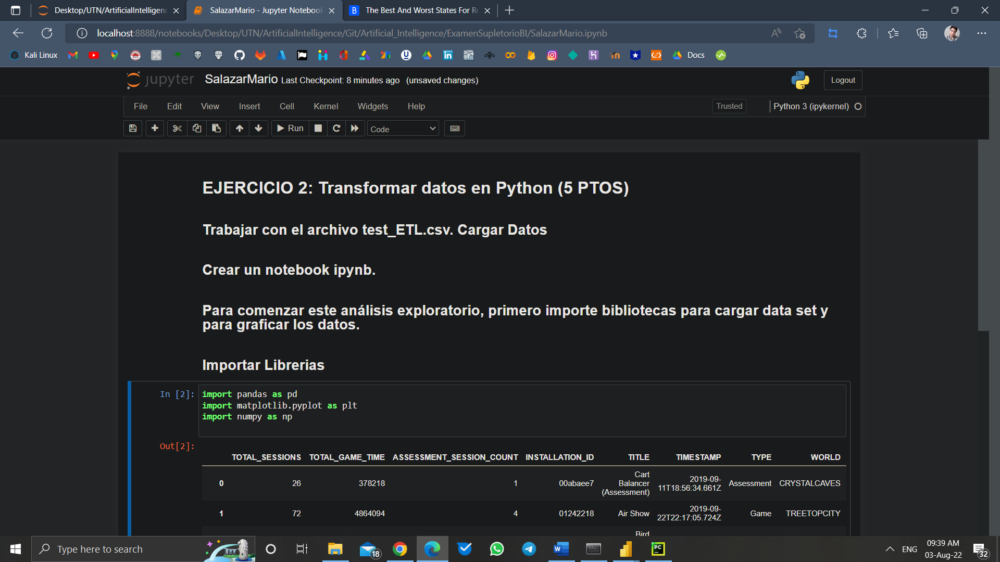 Desktop/UTN/ArtificialIntelligenc
SalazarMario - Jupyter Notebook
The Best And Worst States For Re
localhost:8888/notebooks/Desktop/UTN/ArtificialIntelligence/Git/Artificial_Intelligence/ExamenSupletorioBI/SalazarMario.ipynb
Kali Linux
Docs
jupyter SalazarMario Last Checkpoint: 8 minutes ago (unsaved changes)
Logout
File Edit View Insert Cell Kernel Widgets Help
Trusted
Python 3 (ipykernel)
Run
Code
EJERCICIO 2: Transformar datos en Python (5 PTOS)
Trabajar con el archivo test_ETL.csv. Cargar Datos
Crear un notebook ipynb.
Para comenzar este análisis exploratorio, primero importe bibliotecas para cargar data set y
para graficar los datos.
Importar Librerias
In [2]: import pandas as pd
import matplotlib.pyplot as plt
import numpy as np
Out[2]:
TOTAL_SESSIONS TOTAL_GAME_TIME ASSESSMENT_SESSION_COUNT INSTALLATION_ID TITLE TIMESTAMP TYPE WORLD
0 26 378218 1 00abaee7 Cart Balancer (Assessment) 2019-09-11T18:56:34.661Z Assessment CRYSTALCAVES
1 72 4864094 4 01242218 Air Show 2019-09-22T22:17:05.724Z Game TREETOPCITY
Bird
Type here to search
18
ENG
09:39 AM
03-Aug-22
32